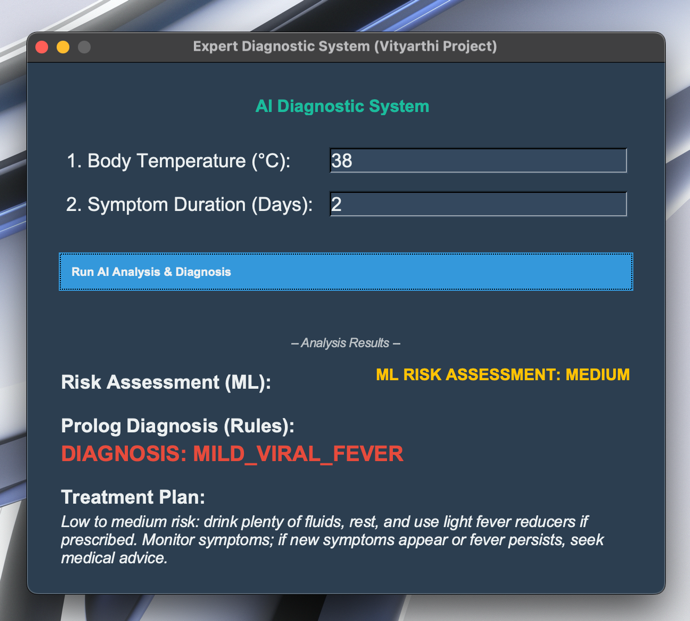 Expert Diagnostic System (Vityarthi Project)
AI Diagnostic System
1. Body Temperature (°C):
38
2. Symptom Duration (Days):
2
Run AI Analysis & Diagnosis
-- Analysis Results --
Risk Assessment (ML):
ML RISK ASSESSMENT: MEDIUM
Prolog Diagnosis (Rules):
DIAGNOSIS: MILD_VIRAL_FEVER
Treatment Plan:
Low to medium risk: drink plenty of fluids, rest, and use light fever reducers if
prescribed. Monitor symptoms; if new symptoms appear or fever persists, seek
medical advice.